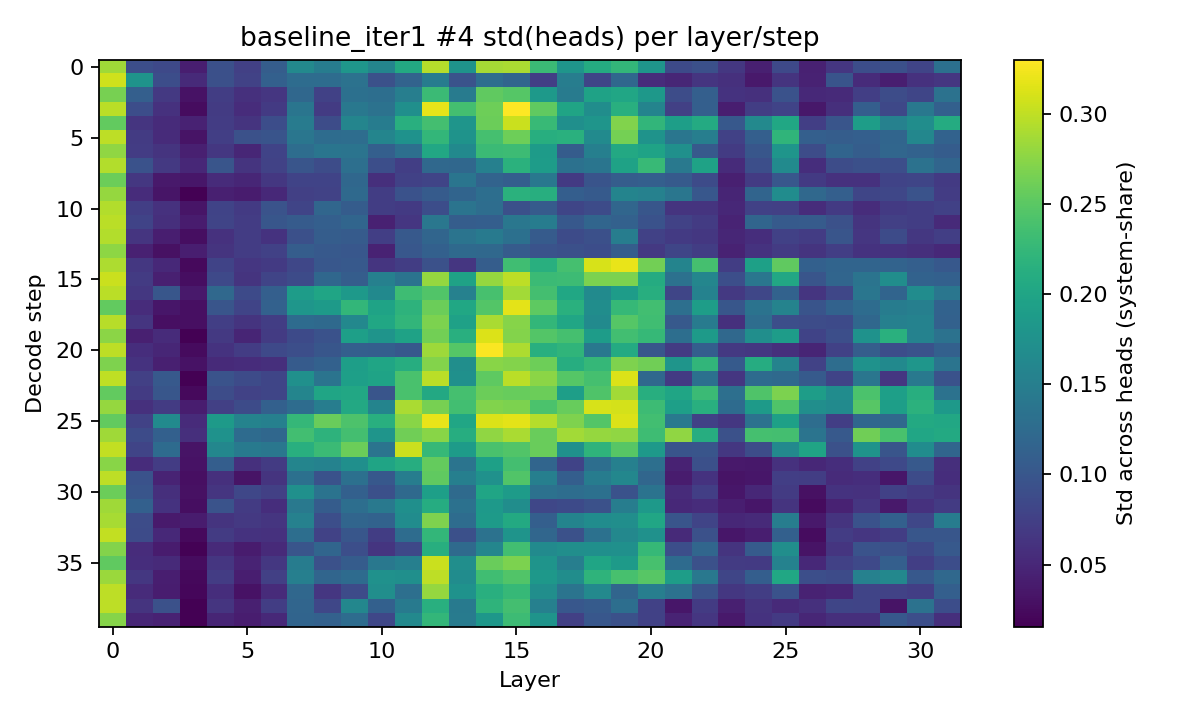 baseline_iter1 #4 std(heads) per layer/step
Decode step
0
5
10
15
20
25
30
35
0 5 10 15 20 25 30
Layer
0.30
0.25
0.20
0.15
0.10
0.05
Std across heads (system-share)